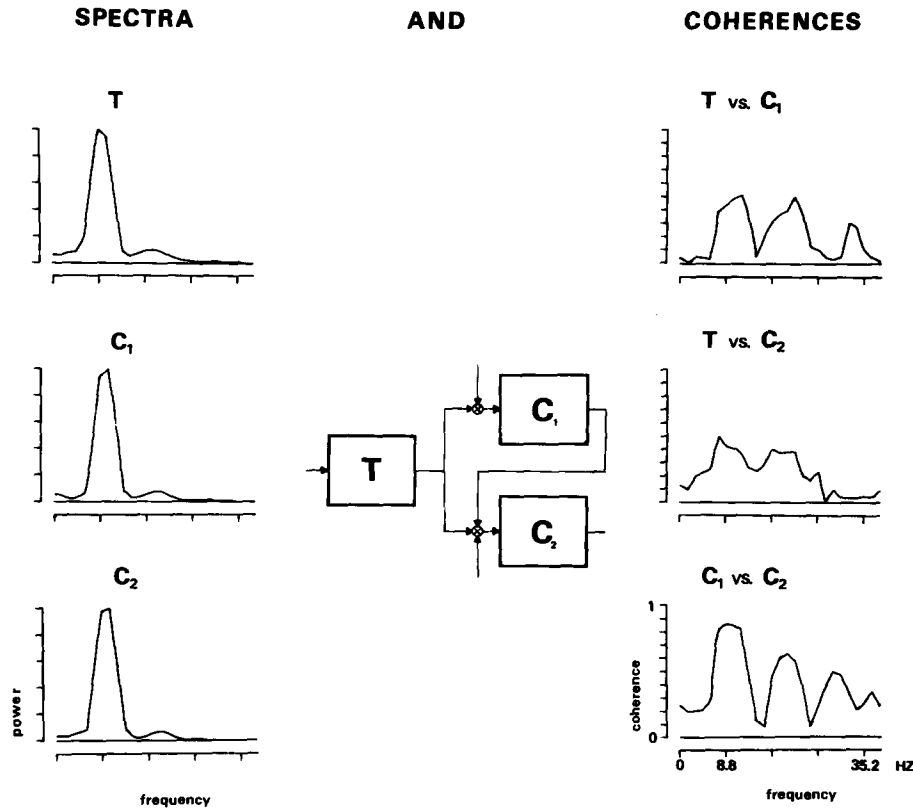 SPECTRA AND COHERENCES
T
T vs. C₁
C₁
T vs. C₂
C₁
T
C₂
C₂
C₁ vs. C₂
power
frequency
coherence
1
0
0 8.8 35.2 HZ
frequency